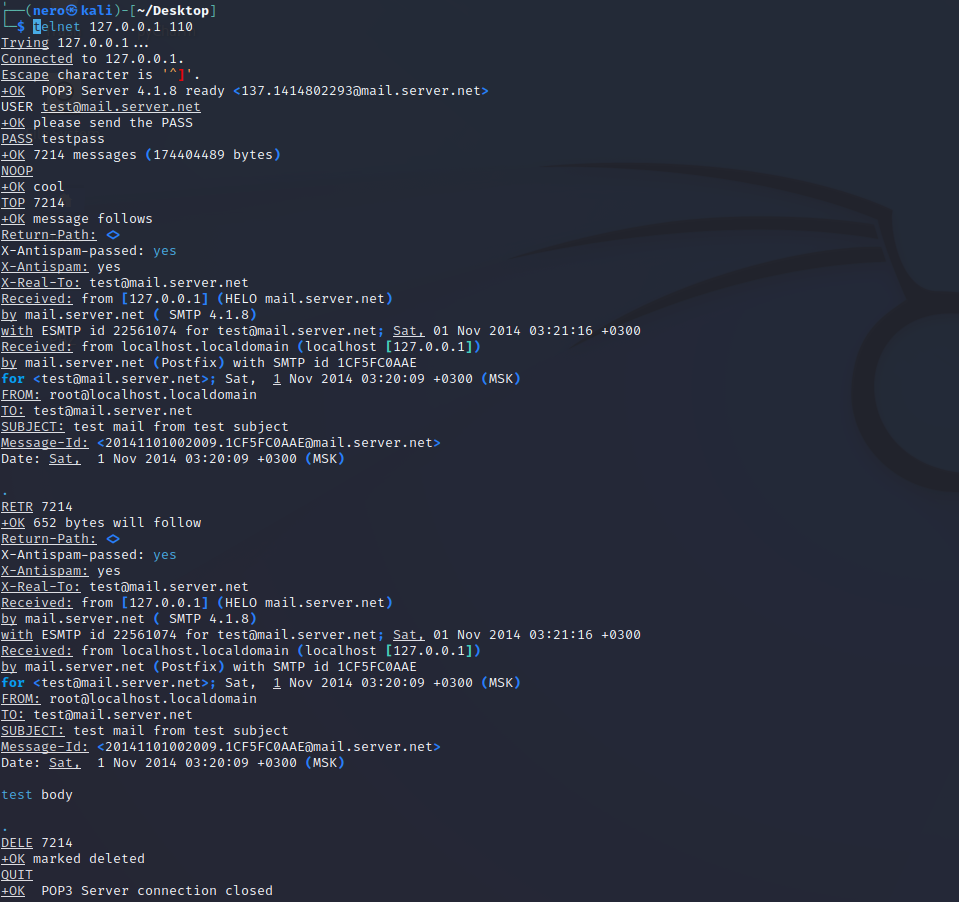 ┌──(nero㉿kali)-[~/Desktop]
└─$ telnet 127.0.0.1 110
Trying 127.0.0.1...
Connected to 127.0.0.1.
Escape character is '^]'.
+OK  POP3 Server 4.1.8 ready <137.1414802293@mail.server.net>
USER test@mail.server.net
+OK please send the PASS
PASS testpass
+OK 7214 messages (174404489 bytes)
NOOP
+OK cool
TOP 7214
+OK message follows
Return-Path: <>
X-Antispam-passed: yes
X-Antispam: yes
X-Real-To: test@mail.server.net
Received: from [127.0.0.1] (HELO mail.server.net)
by mail.server.net ( SMTP 4.1.8)
with ESMTP id 22561074 for test@mail.server.net; Sat, 01 Nov 2014 03:21:16 +0300
Received: from localhost.localdomain (localhost [127.0.0.1])
by mail.server.net (Postfix) with SMTP id 1CF5FC0AAE
for <test@mail.server.net>; Sat,  1 Nov 2014 03:20:09 +0300 (MSK)
FROM: root@localhost.localdomain
TO: test@mail.server.net
SUBJECT: test mail from test subject
Message-Id: <20141101002009.1CF5FC0AAE@mail.server.net>
Date: Sat,  1 Nov 2014 03:20:09 +0300 (MSK)

.
RETR 7214
+OK 652 bytes will follow
Return-Path: <>
X-Antispam-passed: yes
X-Antispam: yes
X-Real-To: test@mail.server.net
Received: from [127.0.0.1] (HELO mail.server.net)
by mail.server.net ( SMTP 4.1.8)
with ESMTP id 22561074 for test@mail.server.net; Sat, 01 Nov 2014 03:21:16 +0300
Received: from localhost.localdomain (localhost [127.0.0.1])
by mail.server.net (Postfix) with SMTP id 1CF5FC0AAE
for <test@mail.server.net>; Sat,  1 Nov 2014 03:20:09 +0300 (MSK)
FROM: root@localhost.localdomain
TO: test@mail.server.net
SUBJECT: test mail from test subject
Message-Id: <20141101002009.1CF5FC0AAE@mail.server.net>
Date: Sat,  1 Nov 2014 03:20:09 +0300 (MSK)

test body

.
DELE 7214
+OK marked deleted
QUIT
+OK  POP3 Server connection closed